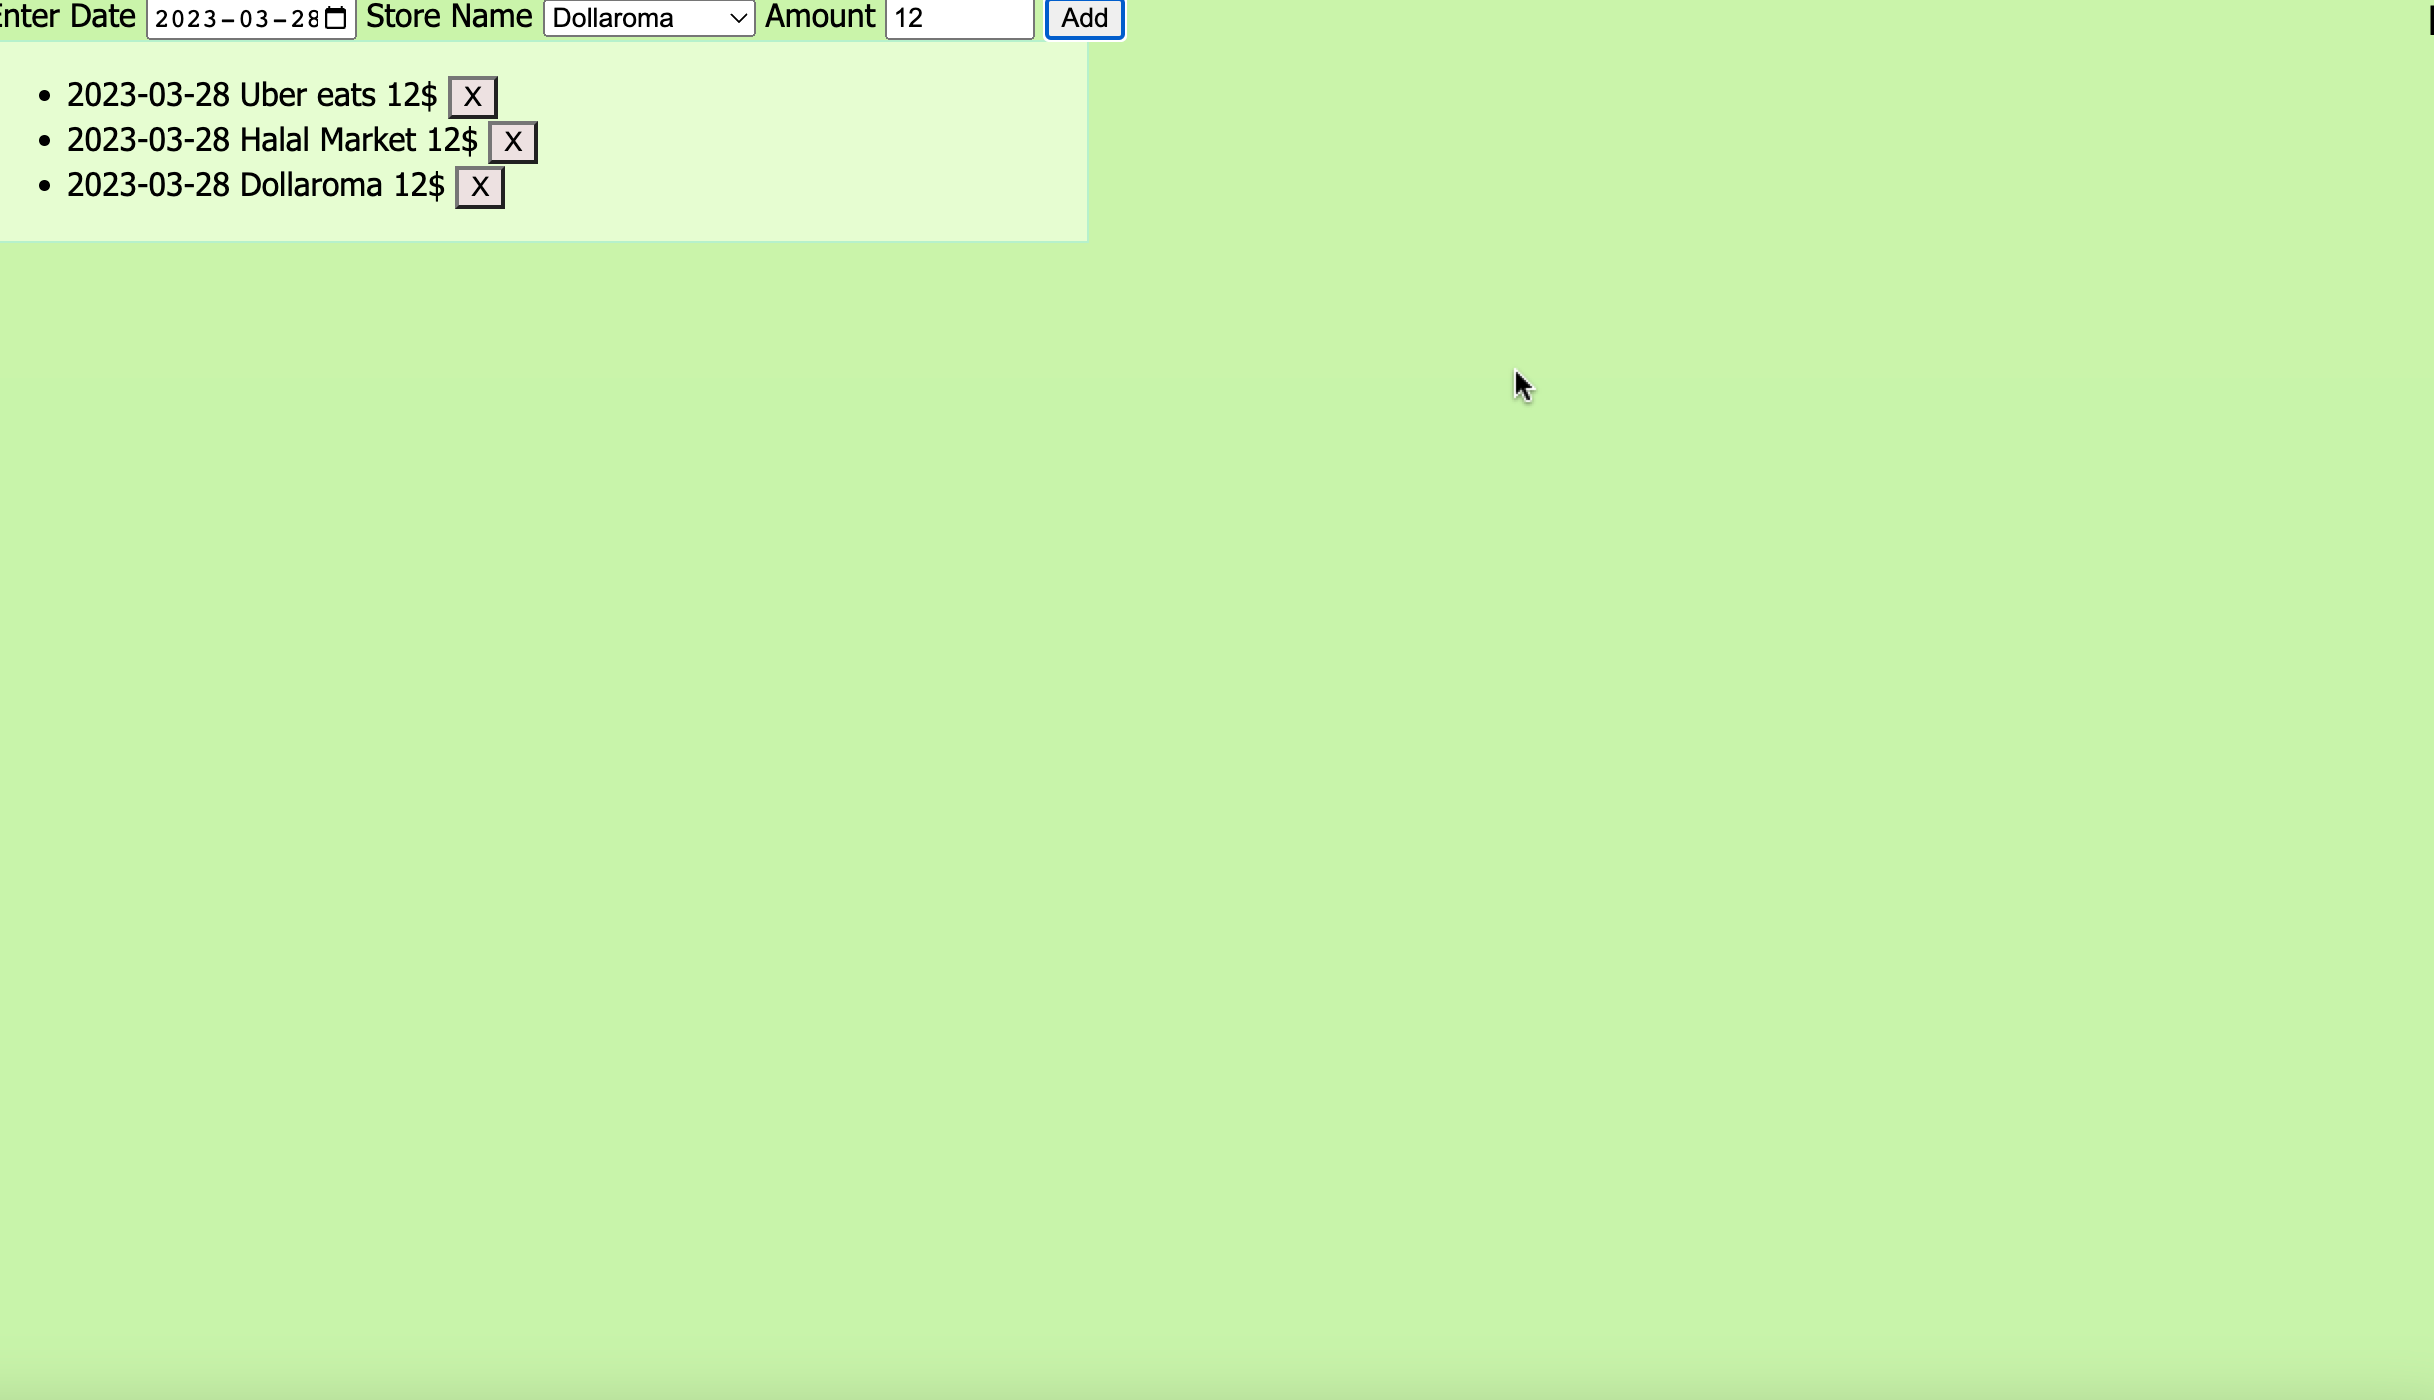 Enter Date 2023-03-28 Store Name Dollaroma Amount 12 Add
2023-03-28 Uber eats 12$ X
2023-03-28 Halal Market 12$ X
2023-03-28 Dollaroma 12$ X